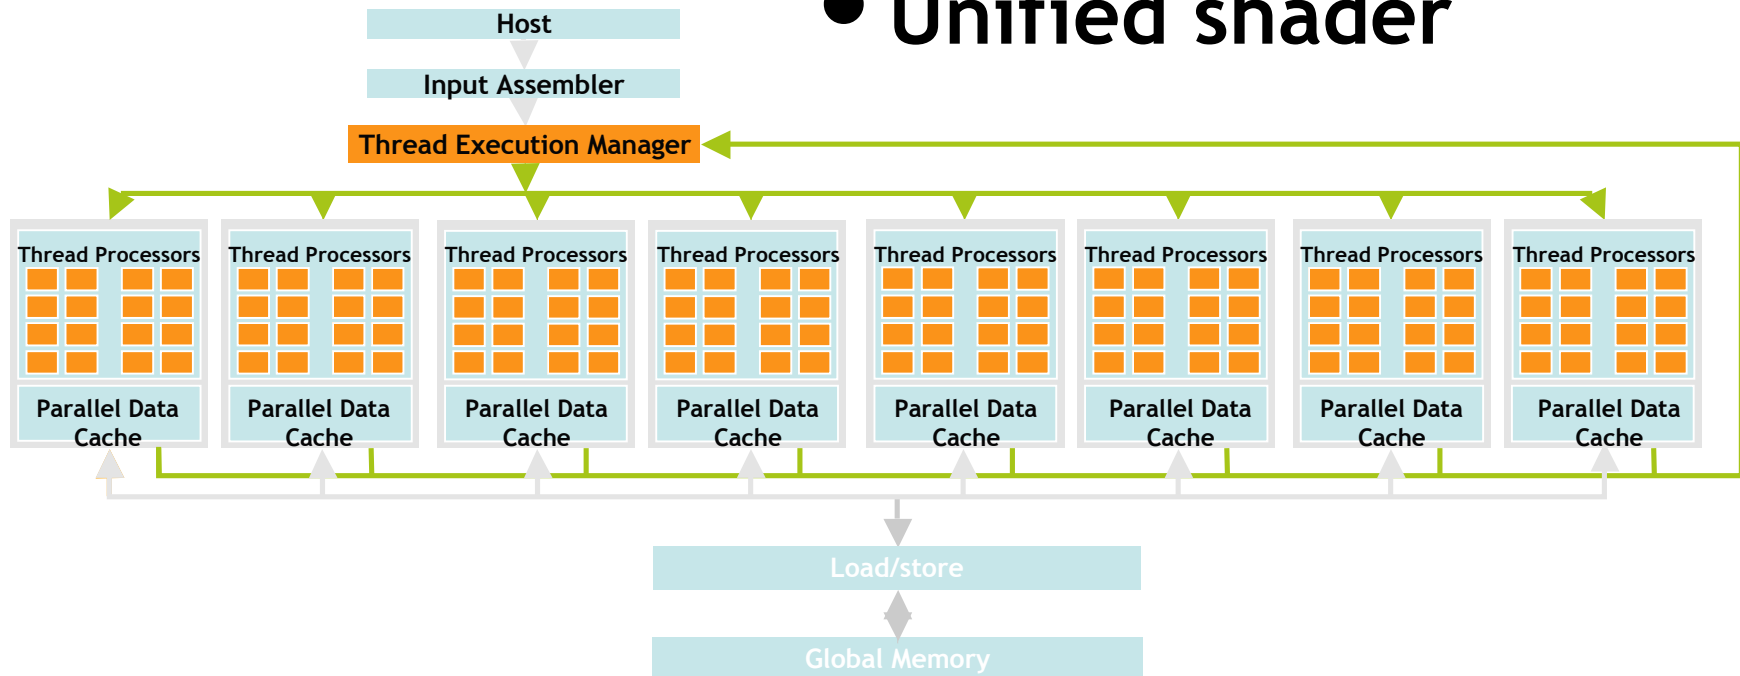 • Unified shader
Host
Input Assembler
Thread Execution Manager
Thread Processors
Thread Processors
Thread Processors
Thread Processors
Thread Processors
Thread Processors
Thread Processors
Thread Processors
Parallel Data
Cache
Parallel Data
Cache
Parallel Data
Cache
Parallel Data
Cache
Parallel Data
Cache
Parallel Data
Cache
Parallel Data
Cache
Parallel Data
Cache
Load/store
Global Memory